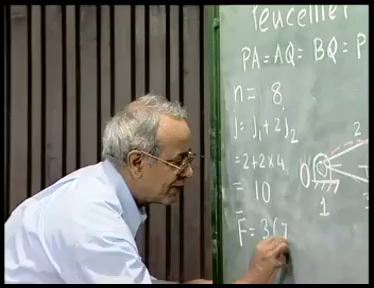 Peucellier
PA = AQ = BQ = P
n = 8
j = j₁ + 2j₂
= 2 + 2 × 4
= 10
F = 3(7
2
O
1